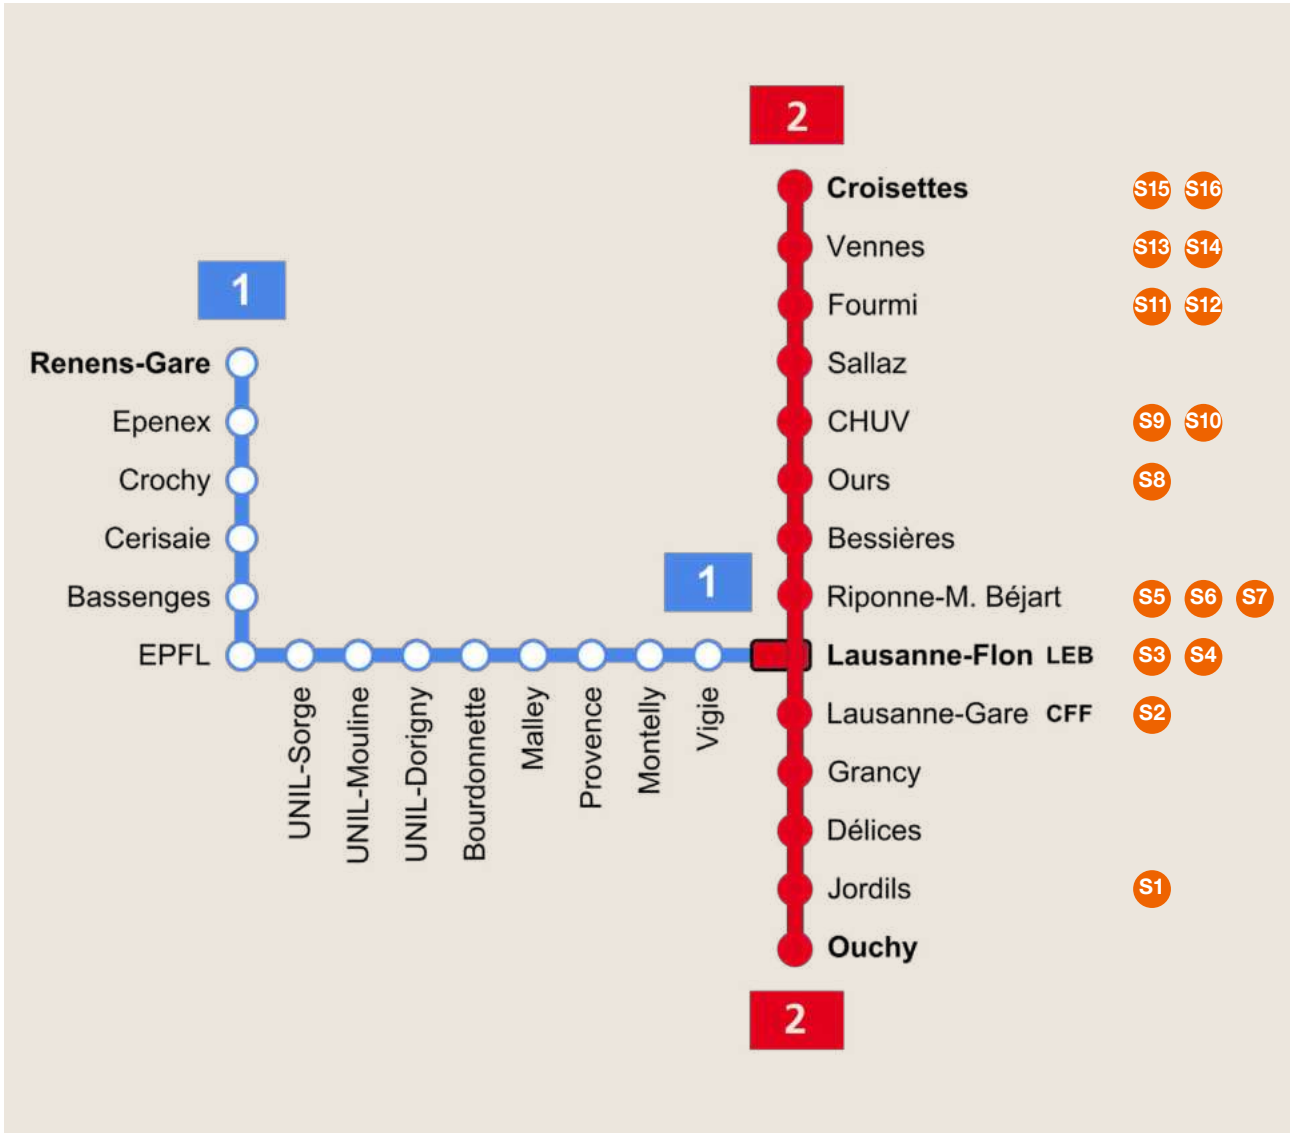 2
Croisettes S15 S16
Vennes S13 S14
1
Fourmi S11 S12
Renens-Gare
Sallaz
Epenex
CHUV S9 S10
Crochy
Ours S8
Cerisaie
Bessières
1
Bassenges
Riponne-M. Béjart S5 S6 S7
EPFL
Lausanne-Flon LEB S3 S4
UNIL-Sorge
UNIL-Mouline
UNIL-Dorigny
Bourdonnette
Malley
Provence
Montelly
Vigie
Lausanne-Gare CFF S2
Grancy
Délices
Jordils S1
Ouchy
2